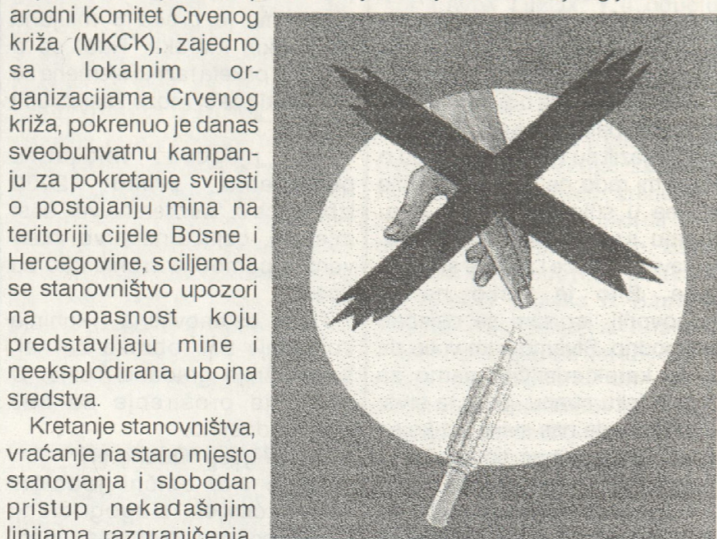 arodni Komitet Crvenog
križa (MKCK), zajedno
sa lokalnim or-
ganizacijama Crvenog
križa, pokrenuo je danas
sveobuhvatnu kampan-
ju za pokretanje svijesti
o postojanju mina na
teritoriji cijele Bosne i
Hercegovine, s ciljem da
se stanovništvo upozori
na opasnost koju
predstavljaju mine i
neeksplodirana ubojna
sredstva.
Kretanje stanovništva,
vraćanje na staro mjesto
stanovanja i slobodan
pristup nekadašnjim
linijama razgraničenja,